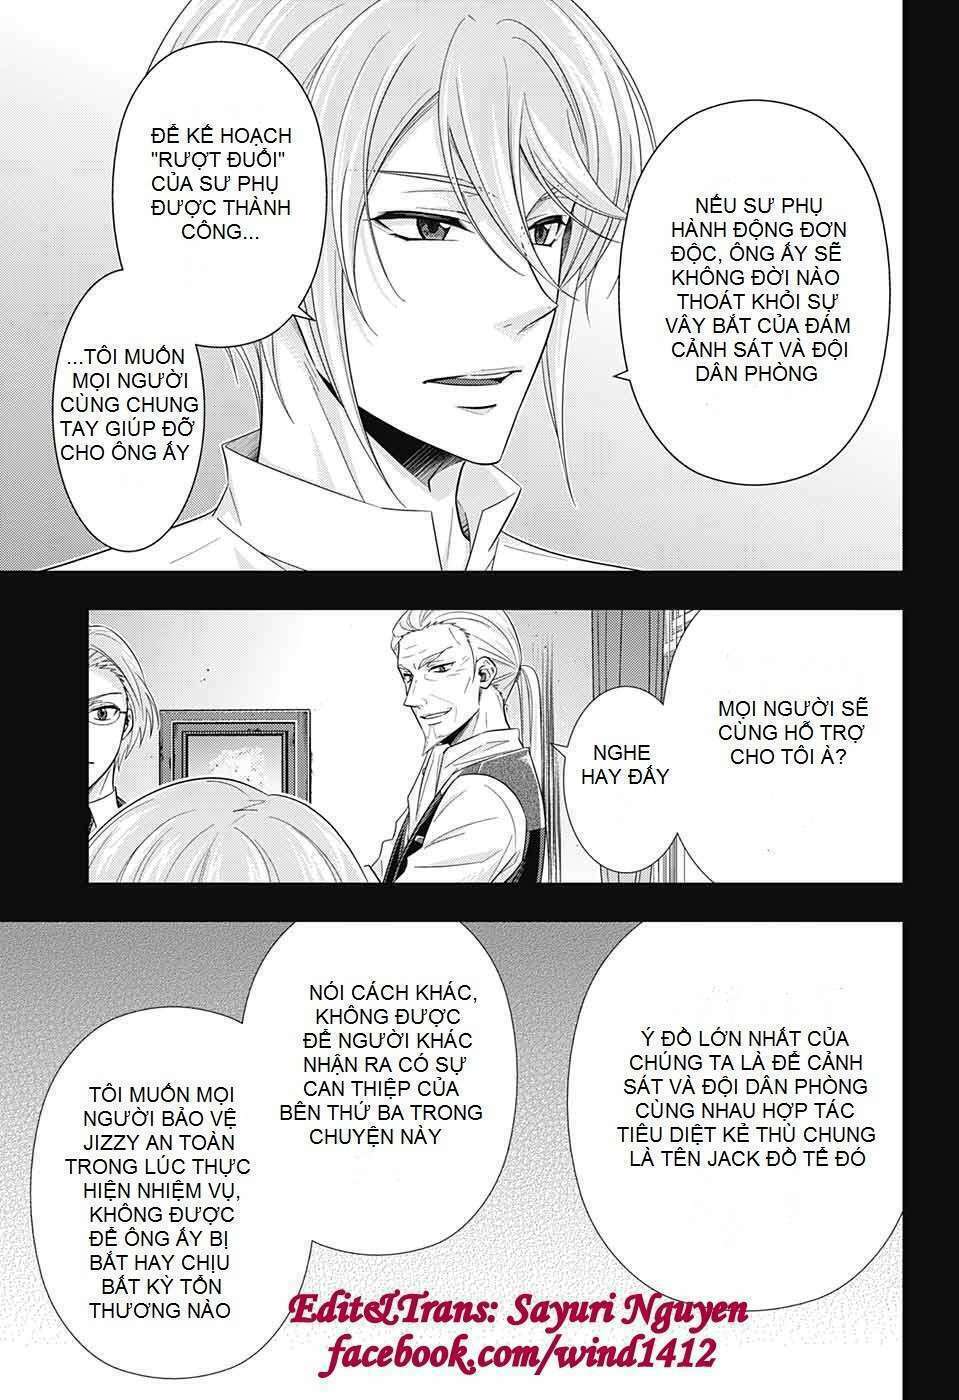 NẾU SƯ PHỤ
HÀNH ĐỘNG ĐƠN
ĐỘC, ÔNG ẤY SẼ
KHÔNG ĐỜI NÀO
THOÁT KHỎI SỰ
VÂY BẮT CỦA ĐÁM
CẢNH SÁT VÀ ĐỘI
DÂN PHÒNG
ĐỂ KẾ HOẠCH
"RƯỢT ĐUỔI"
CỦA SƯ PHỤ
ĐƯỢC THÀNH
CÔNG...
...TÔI MUỐN
MỌI NGƯỜI
CÙNG CHUNG
TAY GIÚP ĐỠ
CHO ÔNG ẤY
MỌI NGƯỜI SẼ
CÙNG HỖ TRỢ
CHO TÔI À?
NGHE
HAY ĐẤY
Ý ĐỒ LỚN NHẤT CỦA
CHÚNG TA LÀ ĐỂ CẢNH
SÁT VÀ ĐỘI DÂN PHÒNG
CÙNG NHAU HỢP TÁC
TIÊU DIỆT KẺ THÙ CHUNG
LÀ TÊN JACK ĐỒ TỂ ĐÓ
NÓI CÁCH KHÁC,
KHÔNG ĐƯỢC
ĐỂ NGƯỜI KHÁC
NHẬN RA CÓ SỰ
CAN THIỆP CỦA
BÊN THỨ BA TRONG
CHUYỆN NÀY
TÔI MUỐN MỌI
NGƯỜI BẢO VỆ
JIZZY AN TOÀN
TRONG LÚC THỰC
HIỆN NHIỆM VỤ,
KHÔNG ĐƯỢC
ĐỂ ÔNG ẤY BỊ
BẮT HAY CHỊU
BẤT KỲ TỔN
THƯƠNG NÀO
Edit&Trans: Sayuri Nguyen
facebook.com/wind1412